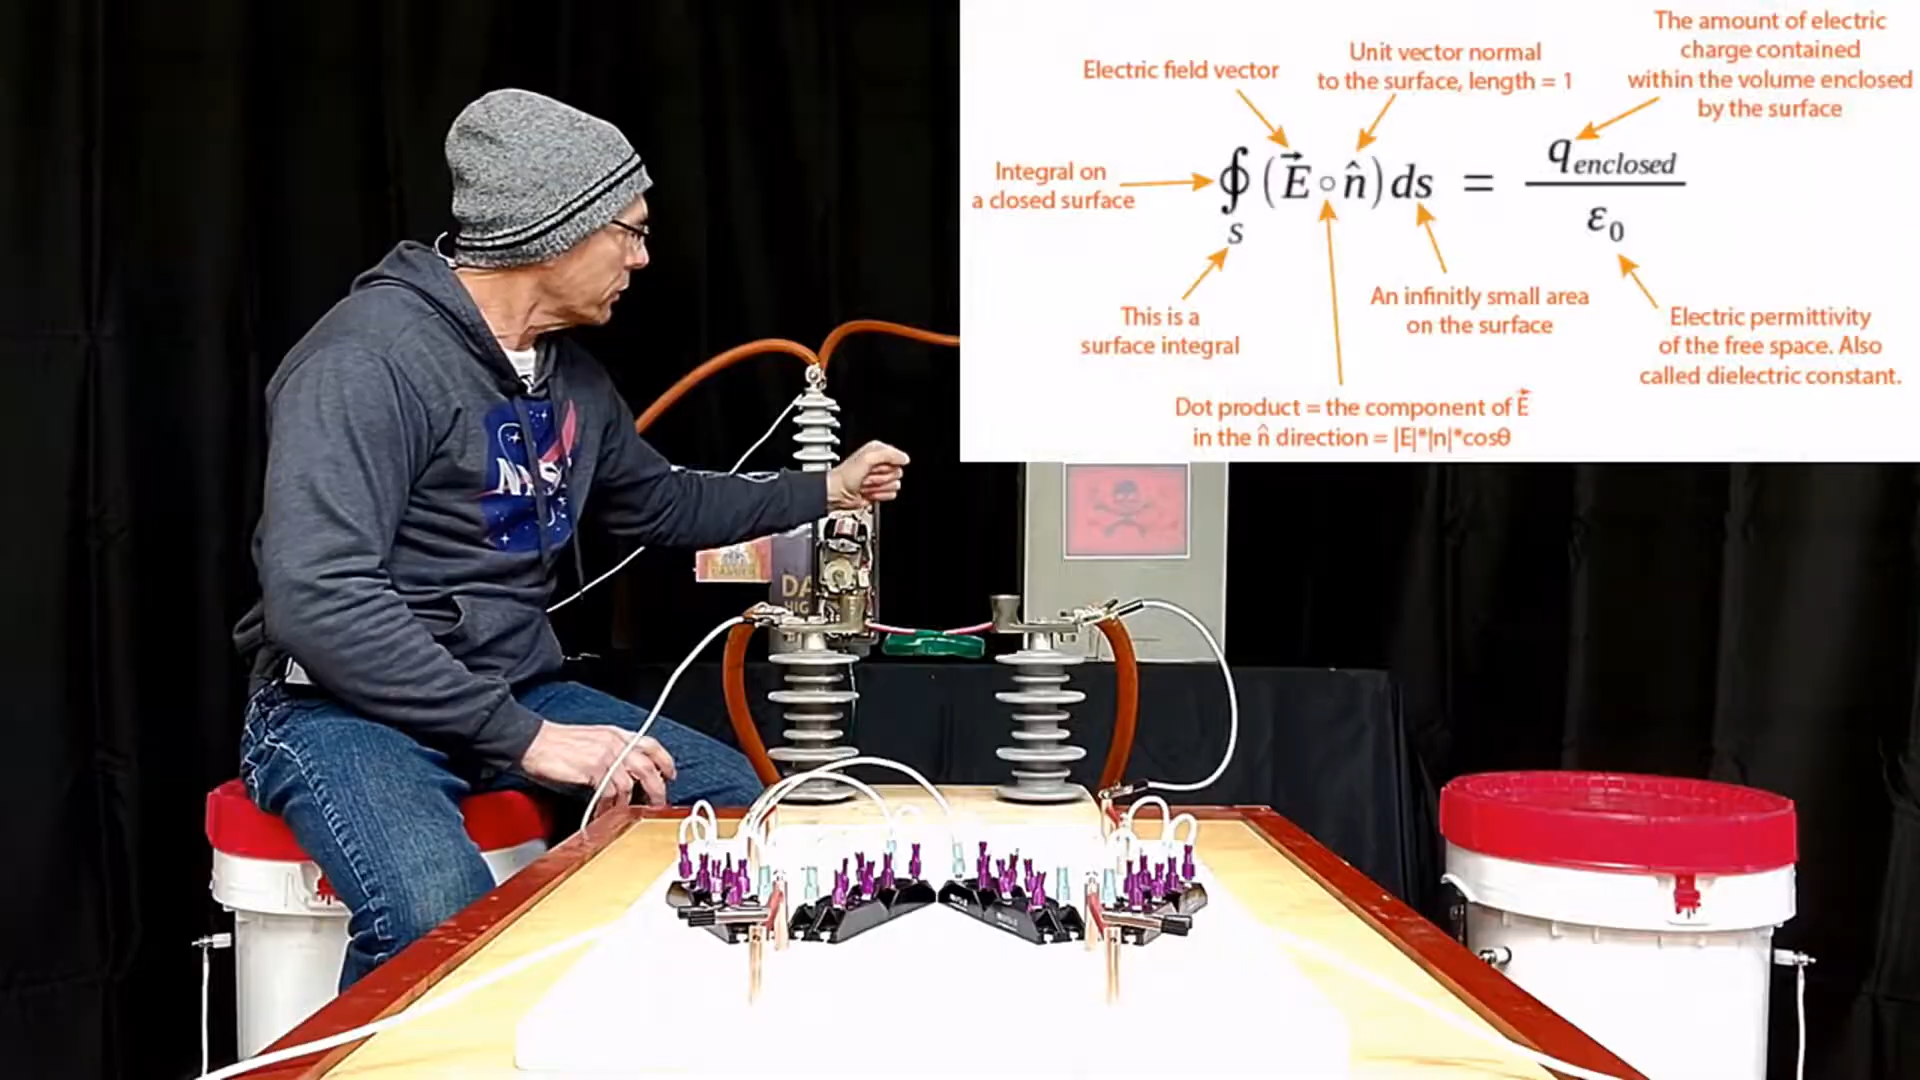 The amount of electric
charge contained
within the volume enclosed
by the surface
Unit vector normal
to the surface, length = 1
Electric field vector
Integral on
a closed surface
∮S (E⃗ ∘ n̂) ds = qenclosed / ε0
This is a
surface integral
An infinitly small area
on the surface
Electric permittivity
of the free space. Also
called dielectric constant.
Dot product = the component of E⃗
in the n̂ direction = |E|*|n|*cosθ
DANGER